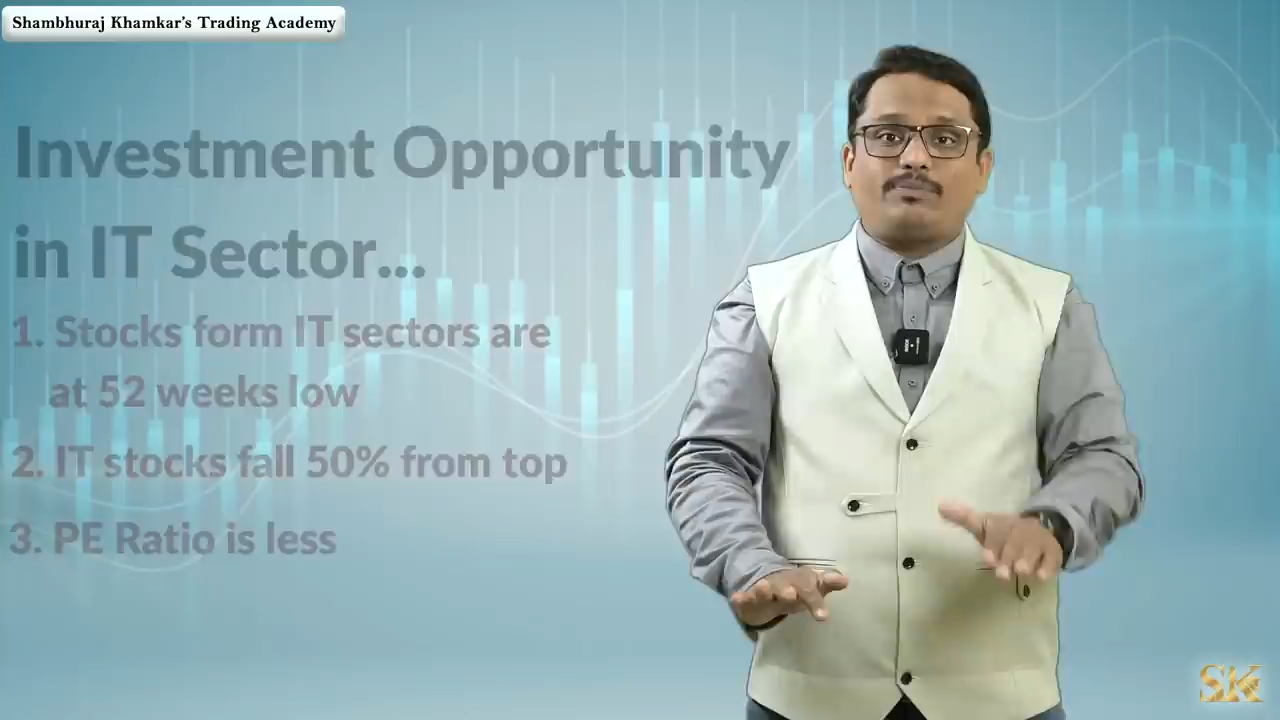 Shambhuraj Khamkar's Trading Academy
Investment Opportunity
in IT Sector...
1. Stocks form IT sectors are
at 52 weeks low
2. IT stocks fall 50% from top
3. PE Ratio is less
SK